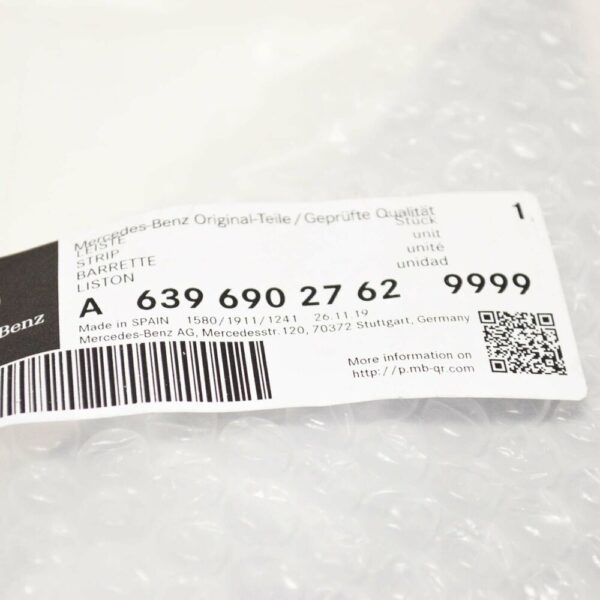 Mercedes-Benz Original-Teile / Geprüfte Qualität
LEISTE
STRIP
BARRETTE
LISTON
Stück
unit
unité
unidad
1
A 639 690 27 62 9999
Made in SPAIN 1580/1911/1241 26.11.19
Mercedes-Benz AG, Mercedesstr.120, 70372 Stuttgart, Germany
More information on
http://p.mb-qr.com
Benz